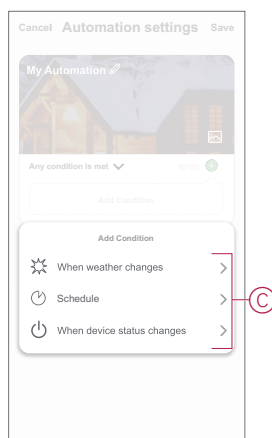 Cancel Automation settings Save
My Automation
Any condition is met
Add Condition
Add Condition
When weather changes
Schedule
When device status changes
C